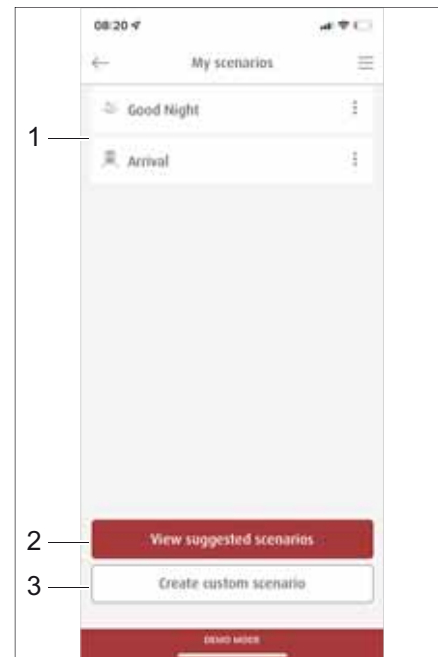 08:20
My scenarios
Good Night
1
Arrival
2
View suggested scenarios
3
Create custom scenario
DEMO MODE